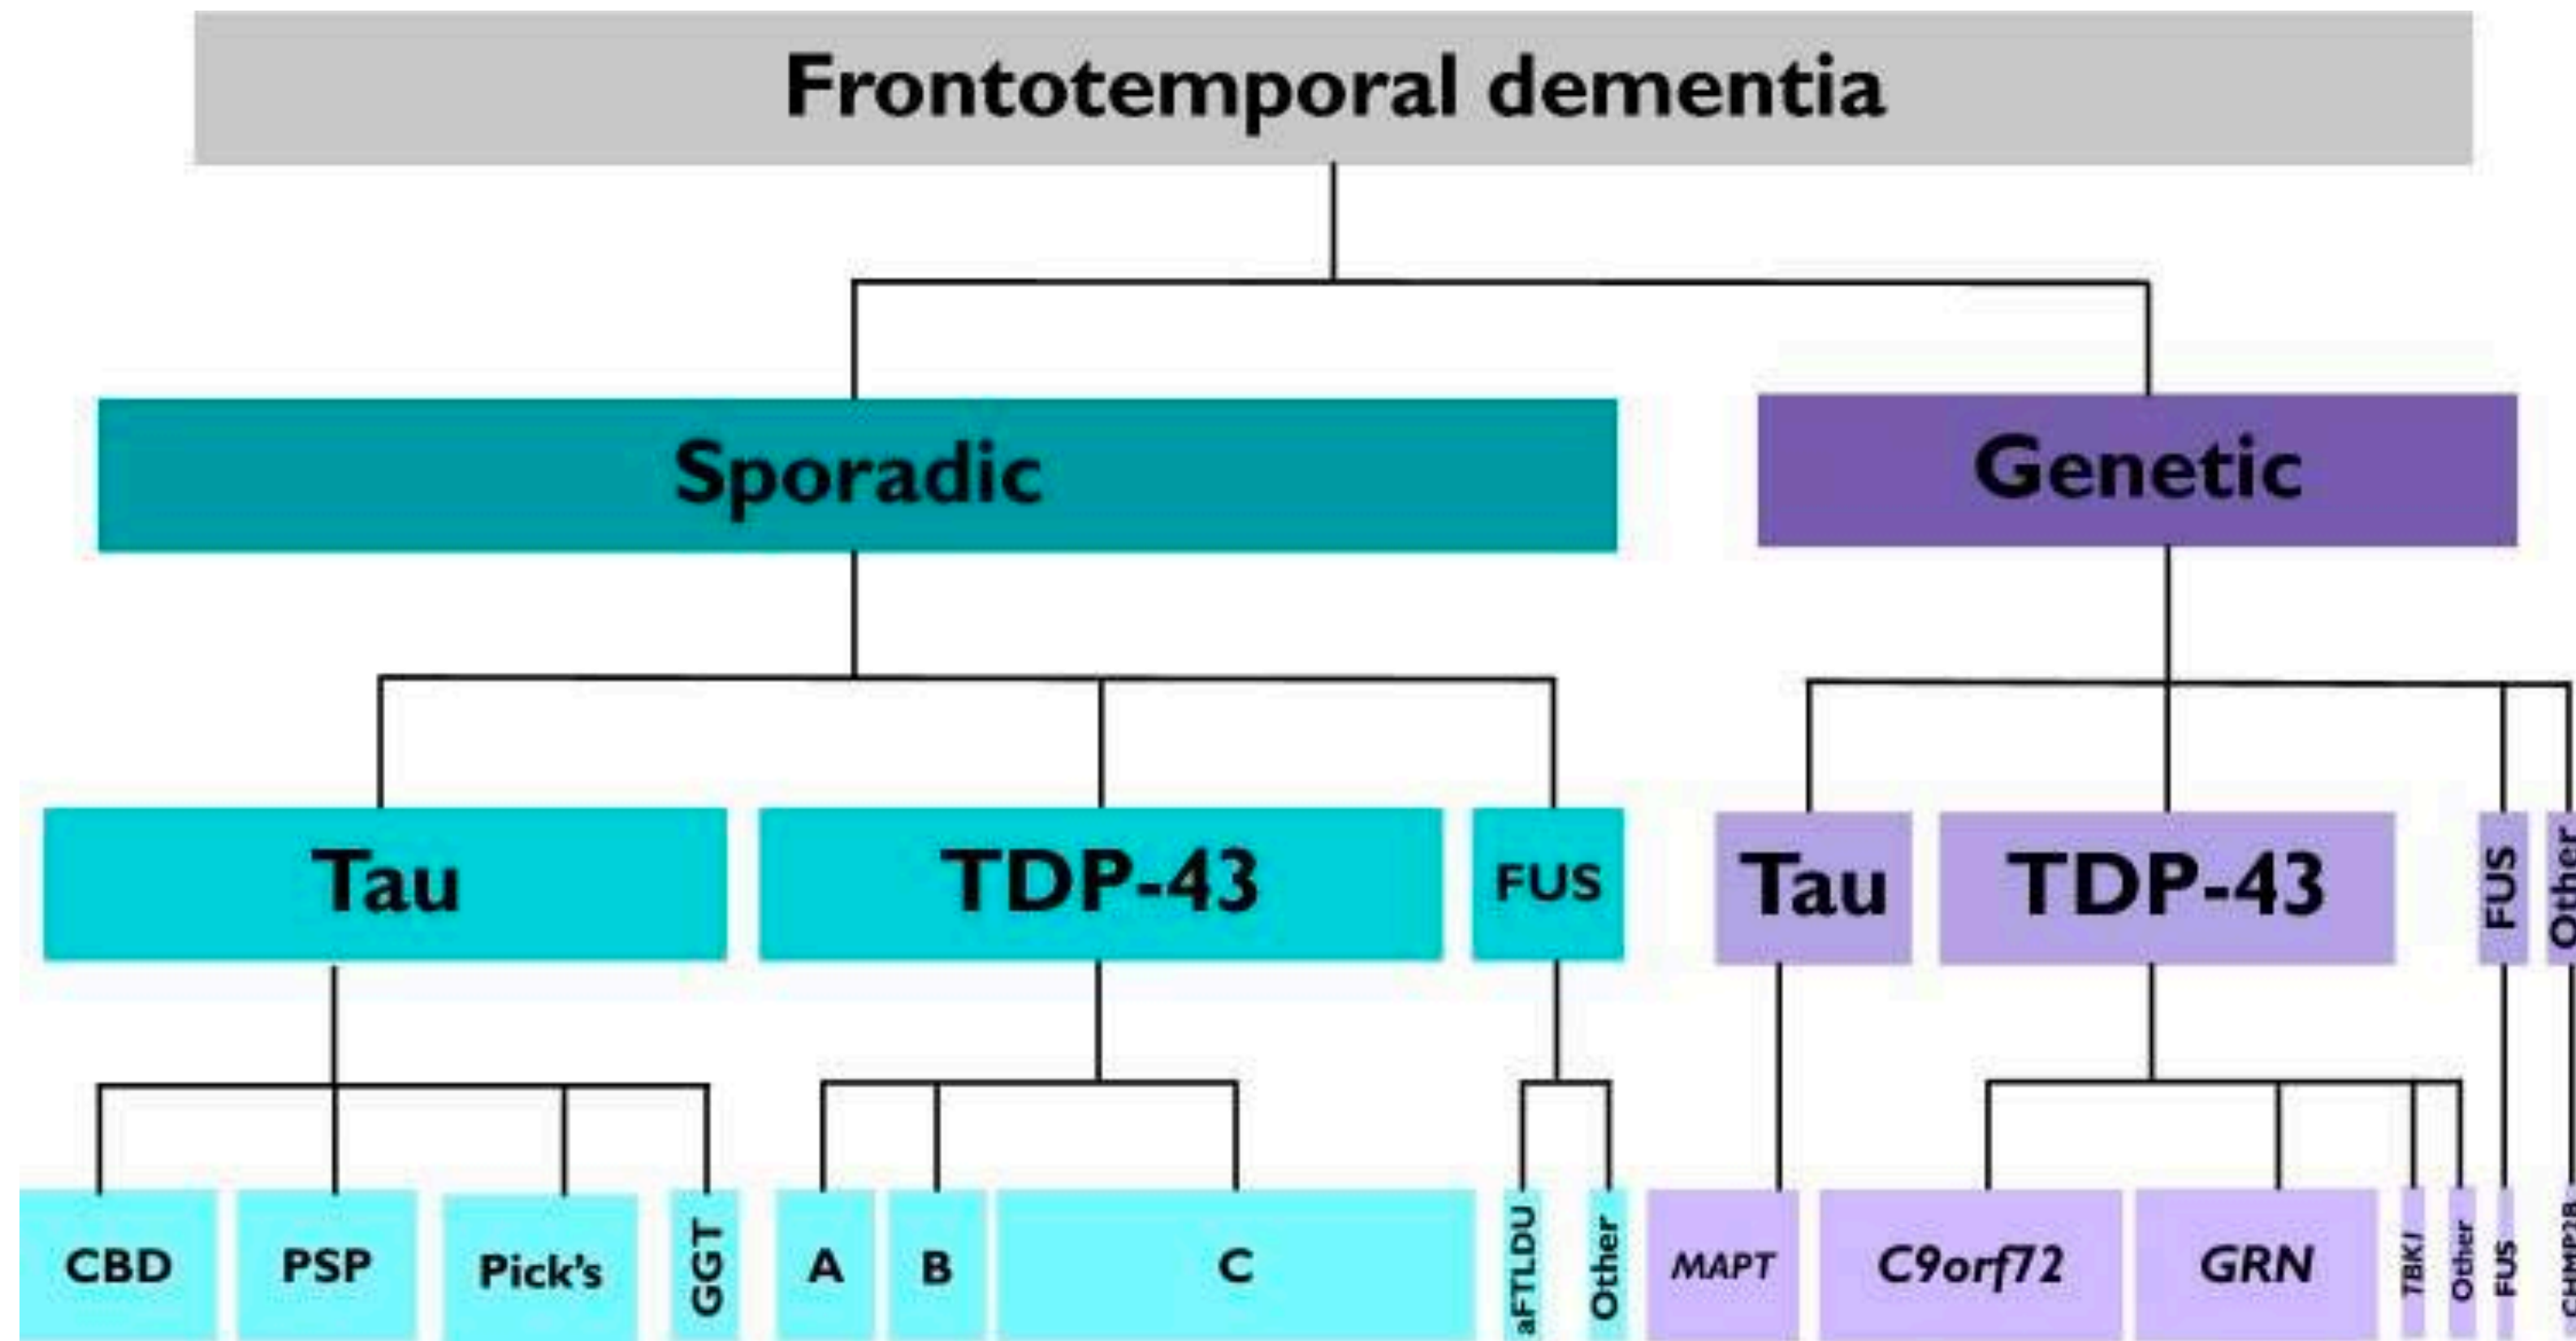 Frontotemporal dementia
Sporadic
Genetic
Tau
TDP-43
FUS
Tau
TDP-43
FUS
Other
CBD
PSP
Pick's
GGT
A
B
C
aFTLDU
Other
MAPT
C9orf72
GRN
TBK1
Other
FUS
CHMP2B